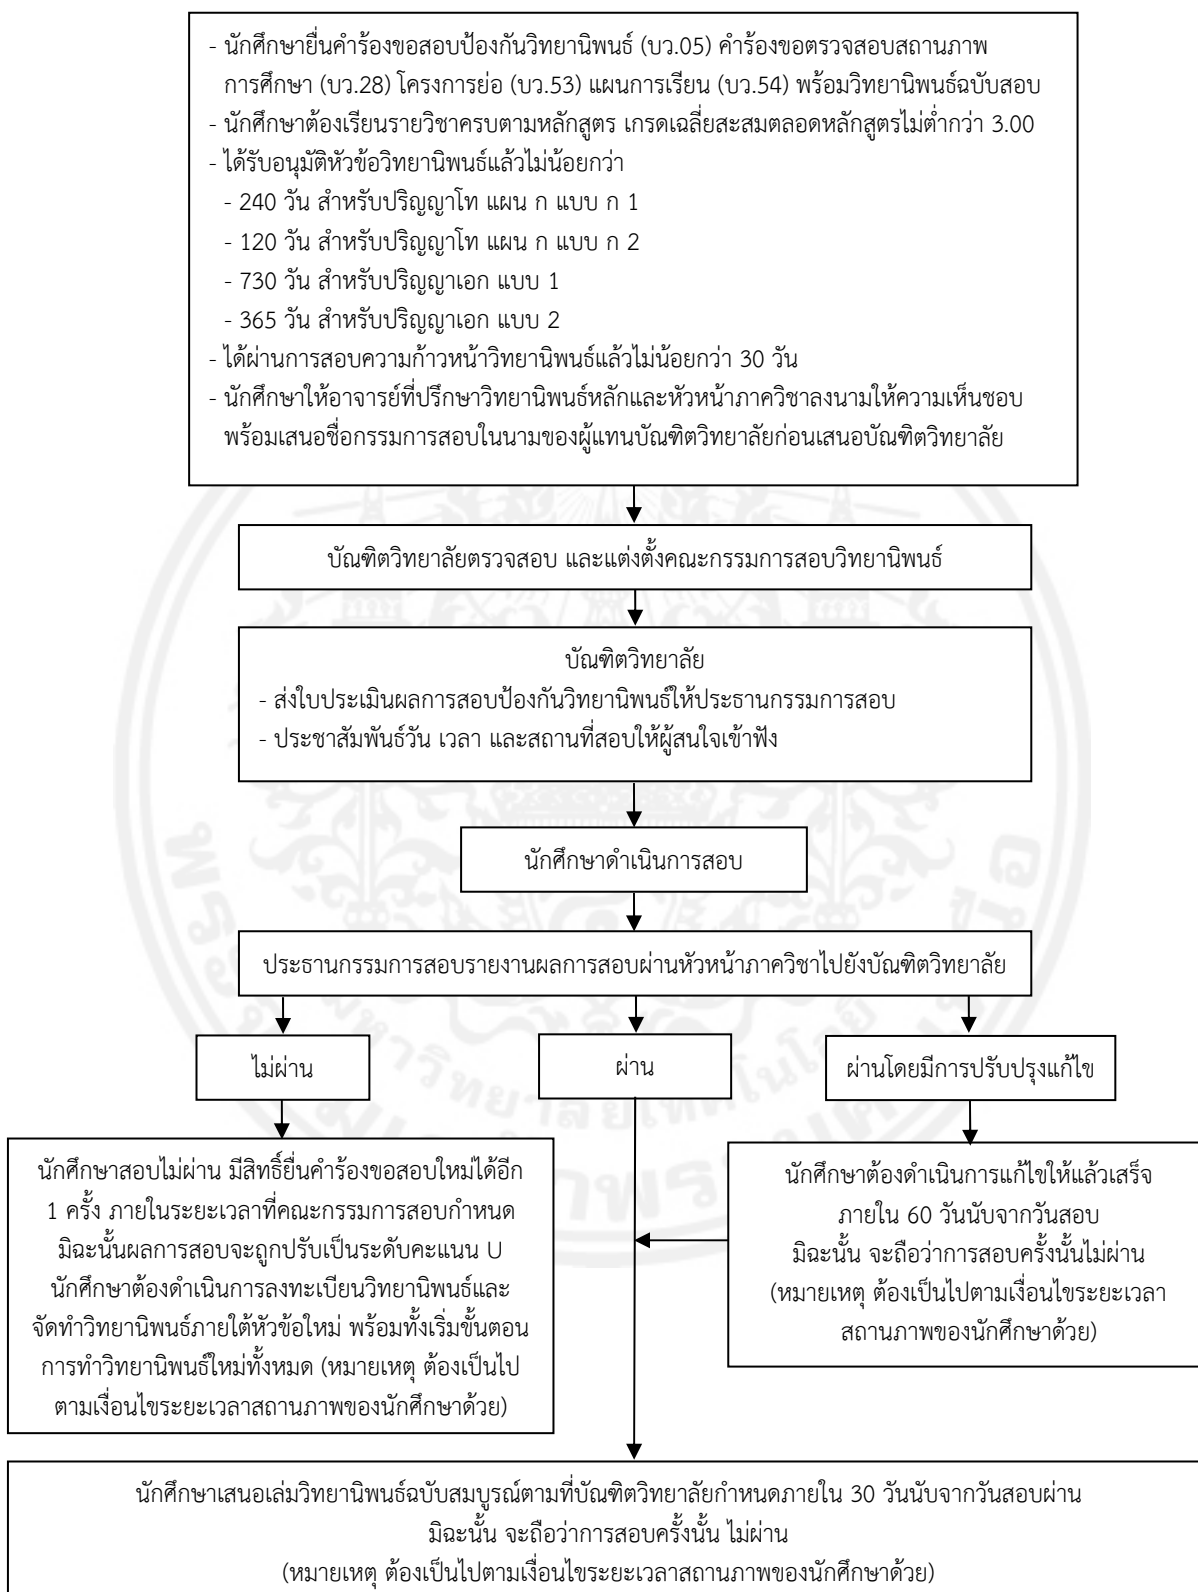 - นักศึกษายื่นคำร้องขอสอบป้องกันวิทยานิพนธ์ (บว.05) คำร้องขอตรวจสอบสถานภาพ
การศึกษา (บว.28) โครงการย่อ (บว.53) แผนการเรียน (บว.54) พร้อมวิทยานิพนธ์ฉบับสอบ
- นักศึกษาต้องเรียนรายวิชาครบตามหลักสูตร เกรดเฉลี่ยสะสมตลอดหลักสูตรไม่ต่ำกว่า 3.00
- ได้รับอนุมัติหัวข้อวิทยานิพนธ์แล้วไม่น้อยกว่า
- 240 วัน สำหรับปริญญาโท แผน ก แบบ ก 1
- 120 วัน สำหรับปริญญาโท แผน ก แบบ ก 2
- 730 วัน สำหรับปริญญาเอก แบบ 1
- 365 วัน สำหรับปริญญาเอก แบบ 2
- ได้ผ่านการสอบความก้าวหน้าวิทยานิพนธ์แล้วไม่น้อยกว่า 30 วัน
- นักศึกษาให้อาจารย์ที่ปรึกษาวิทยานิพนธ์หลักและหัวหน้าภาควิชาลงนามให้ความเห็นชอบ
พร้อมเสนอชื่อกรรมการสอบในนามของผู้แทนบัณฑิตวิทยาลัยก่อนเสนอบัณฑิตวิทยาลัย
บัณฑิตวิทยาลัยตรวจสอบ และแต่งตั้งคณะกรรมการสอบวิทยานิพนธ์
บัณฑิตวิทยาลัย
- ส่งใบประเมินผลการสอบป้องกันวิทยานิพนธ์ให้ประธานกรรมการสอบ
- ประชาสัมพันธ์วัน เวลา และสถานที่สอบให้ผู้สนใจเข้าฟัง
นักศึกษาดำเนินการสอบ
ประธานกรรมการสอบรายงานผลการสอบผ่านหัวหน้าภาควิชาไปยังบัณฑิตวิทยาลัย
ไม่ผ่าน
ผ่าน
ผ่านโดยมีการปรับปรุงแก้ไข
นักศึกษาสอบไม่ผ่าน มีสิทธิ์ยื่นคำร้องขอสอบใหม่ได้อีก
1 ครั้ง ภายในระยะเวลาที่คณะกรรมการสอบกำหนด
มิฉะนั้นผลการสอบจะถูกปรับเป็นระดับคะแนน U
นักศึกษาต้องดำเนินการลงทะเบียนวิทยานิพนธ์และ
จัดทำวิทยานิพนธ์ภายใต้หัวข้อใหม่ พร้อมทั้งเริ่มขั้นตอน
การทำวิทยานิพนธ์ใหม่ทั้งหมด (หมายเหตุ ต้องเป็นไป
ตามเงื่อนไขระยะเวลาสถานภาพของนักศึกษาด้วย)
นักศึกษาต้องดำเนินการแก้ไขให้แล้วเสร็จ
ภายใน 60 วันนับจากวันสอบ
มิฉะนั้น จะถือว่าการสอบครั้งนั้นไม่ผ่าน
(หมายเหตุ ต้องเป็นไปตามเงื่อนไขระยะเวลา
สถานภาพของนักศึกษาด้วย)
นักศึกษาเสนอเล่มวิทยานิพนธ์ฉบับสมบูรณ์ตามที่บัณฑิตวิทยาลัยกำหนดภายใน 30 วันนับจากวันสอบผ่าน
มิฉะนั้น จะถือว่าการสอบครั้งนั้น ไม่ผ่าน
(หมายเหตุ ต้องเป็นไปตามเงื่อนไขระยะเวลาสถานภาพของนักศึกษาด้วย)